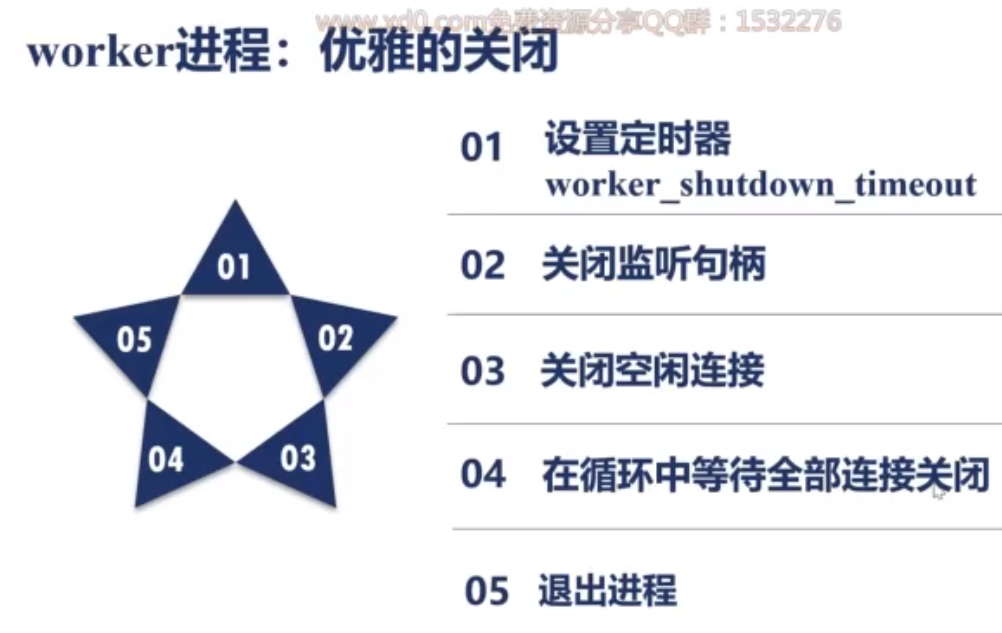 www.xd0.com免费资源分享QQ群：1532276
worker进程：优雅的关闭
01 设置定时器
worker_shutdown_timeout
02 关闭监听句柄
03 关闭空闲连接
04 在循环中等待全部连接关闭
05 退出进程
01
02
03
04
05